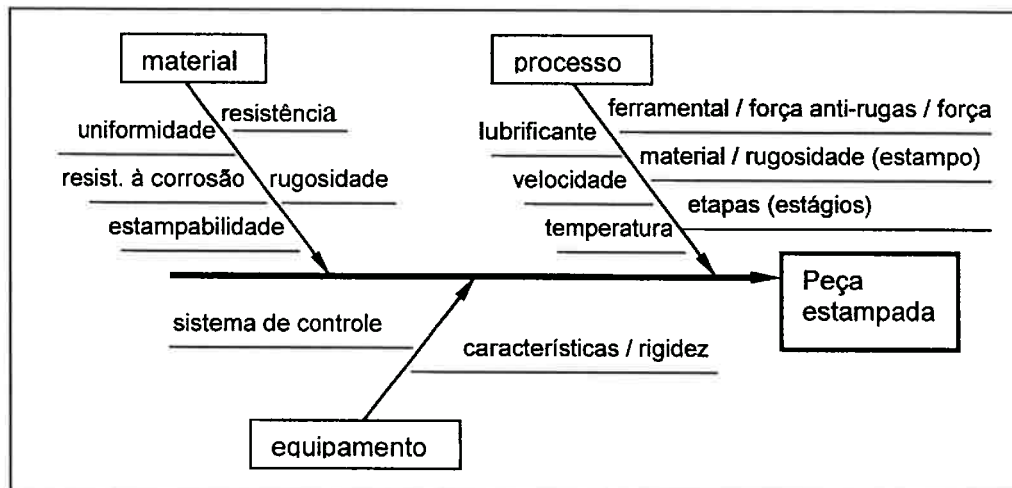 material
processo
resistência
uniformidade
resist. à corrosão
rugosidade
estampabilidade
ferramental / força anti-rugas / força
lubrificante
material / rugosidade (estampo)
velocidade
etapas (estágios)
temperatura
Peça
estampada
sistema de controle
características / rigidez
equipamento